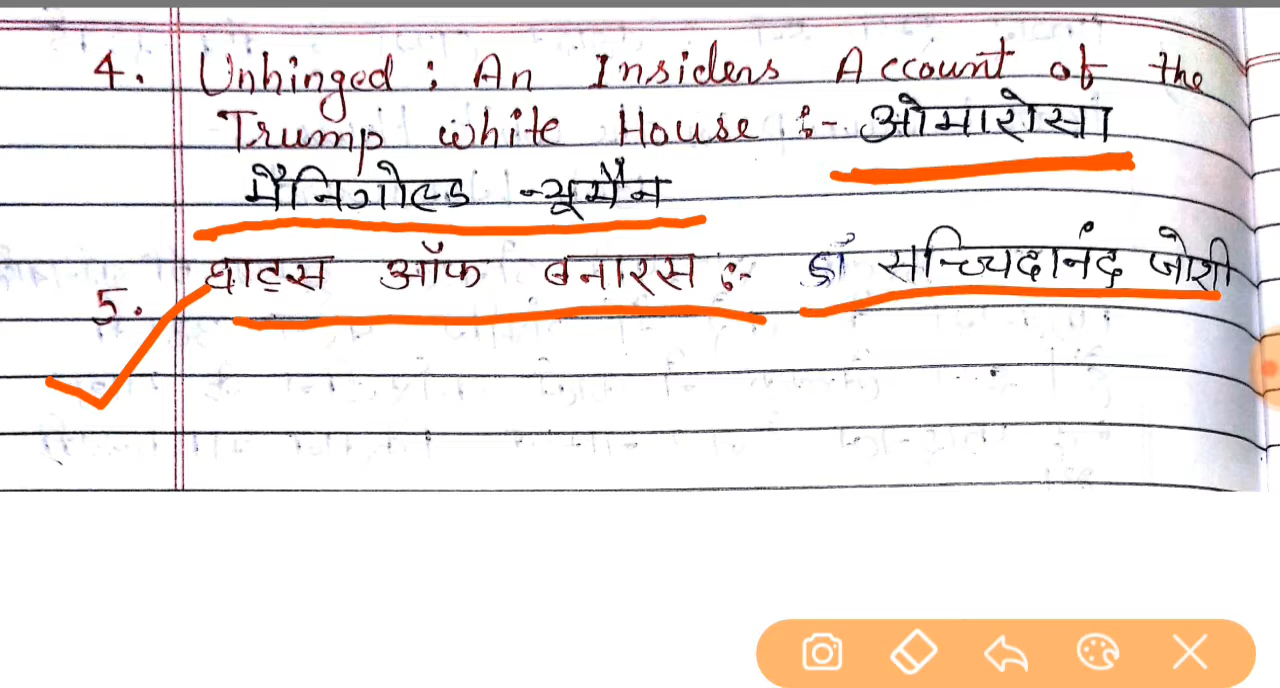 4. Unhinged : An Insiders Account of the
Trump white House :- ओमारोसा
मैनिगोल्ड न्यूमैन
5. घाट्स ऑफ बनारस :- डॉ सच्चिदानंद जोशी